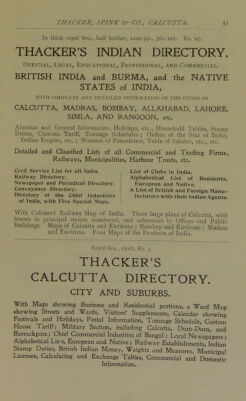 THACKER, SPINK & CO., CALCUTTA. 51
In thick royal 8vo., half leather, 2100 pp., 36s. net. Rs. 25.
THACKER'S INDIAN DIRECTORY.
OFFICIAL, LEGAL, EDUCATIONAL, PROFESSIONAL, AND COMMERCIAL.
BRITISH INDIA and BURMA, and the NATIVE
STATES of INDIA,
WITH COMPLETE AND DETAILED INFORMATION OF THE CITIES OF
CALCUTTA, MADRAS, BOMBAY, ALLAHABAD, LAHORE,
SIMLA, AND RANGOON, etc.
Almanac and General Information, Holidays, etc., Household Tables, Stamp
Duties, Customs Tariff, Tonnage Schedules; Orders of the Star of India,
Indian Empire, etc.; Warrant of Precedence, Table of Salutes, etc., etc.
Detailed and Classified Lists of all Commercial and Trading Firms,
Railways, Municipalities, Harbour Trusts, etc.
Civil Service List for all India.
Railway Directory.
Newspaper and Periodical Directory.
Conveyance Directory.
Directory of the Chief Industries
of India, with Five Special Maps.
List of Clubs in India.
Alphabetical List of Residents,
European and Native.
A List of British and Foreign Manu-
facturers with their Indian Agents.
With Coloured Railway Map of India. Three large plans of Calcutta, with
houses in principal streets numbered, and references to Offices and Public
Buildings. Maps of Calcutta and Environs; Bombay and Environs; Madras
and Environs. Four Maps of the Products of India.
Royal 8vo., cloth, Rs. 5.
THACKER'S
CALCUTTA DIRECTORY.
CITY AND SUBURBS.
With Maps showing Business and Residential portions, a Ward Map
showing Streets and Wards, Visitors' Supplements, Calendar showing
Festivals and Holidays, Postal Information, Tonnage Schedule, Custom
House Tariff; Military Section, including Calcutta, Dum-Dum, and
Barrackpore; Chief Commercial Industries of Bengal; Local Newspapers;
Alphabetical Lists, European and Native; Railway Establishments, Indian
Stamp Duties, British Indian Money, Weights and Measures, Municipal
Licenses, Calculating and Exchange Tables, Commercial and Domestic
Information.